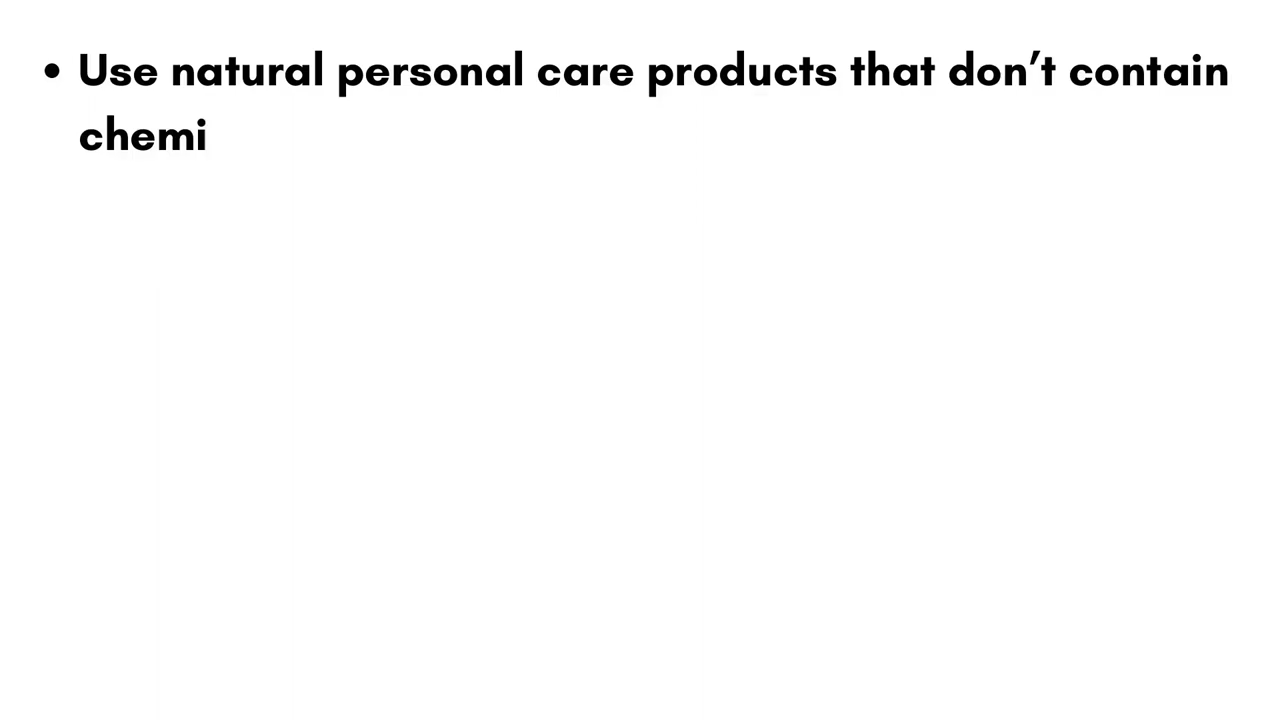 • Use natural personal care products that don’t contain
chemi